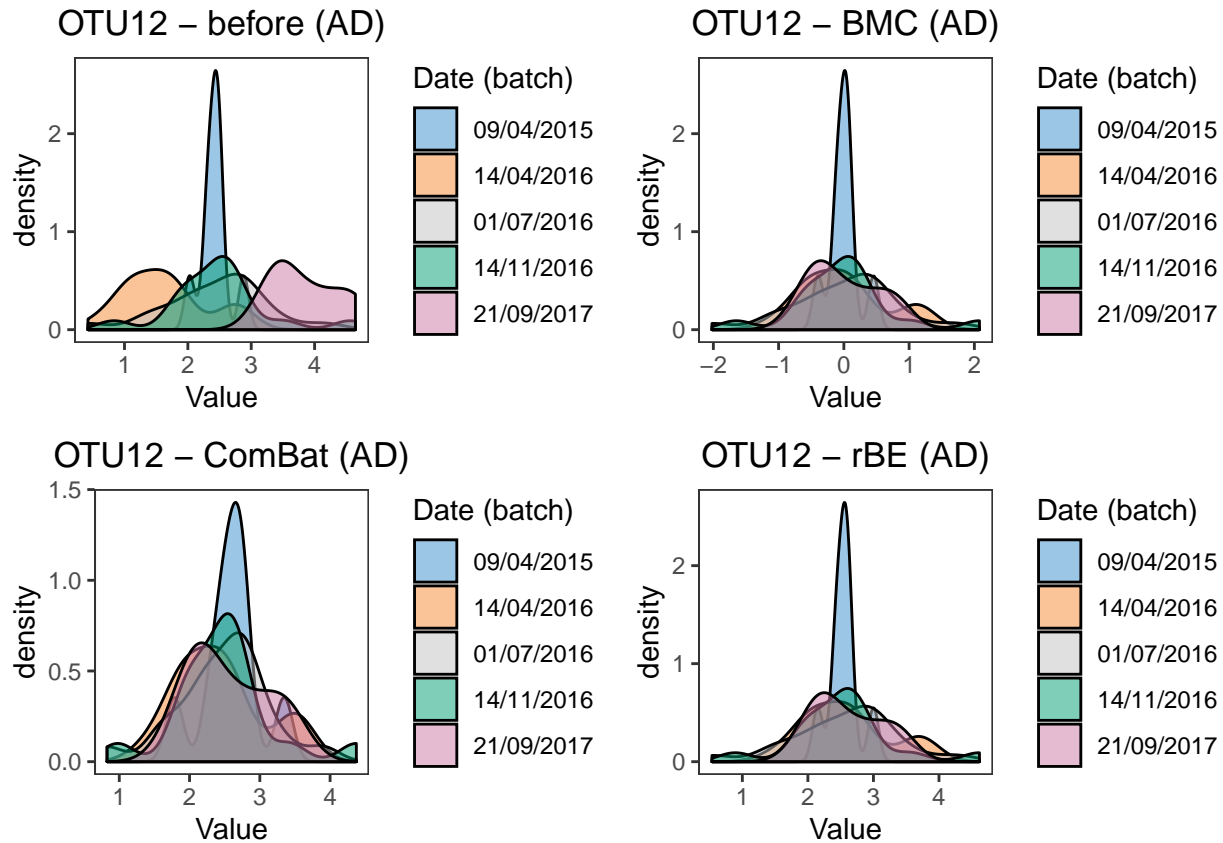 OTU12 – before (AD)
density
2
1
0
1 2 3 4
Value
Date (batch)
09/04/2015
14/04/2016
01/07/2016
14/11/2016
21/09/2017
OTU12 – BMC (AD)
density
2
1
0
−2 −1 0 1 2
Value
Date (batch)
09/04/2015
14/04/2016
01/07/2016
14/11/2016
21/09/2017
OTU12 – ComBat (AD)
density
1.5
1.0
0.5
0.0
1 2 3 4
Value
Date (batch)
09/04/2015
14/04/2016
01/07/2016
14/11/2016
21/09/2017
OTU12 – rBE (AD)
density
2
1
0
1 2 3 4
Value
Date (batch)
09/04/2015
14/04/2016
01/07/2016
14/11/2016
21/09/2017